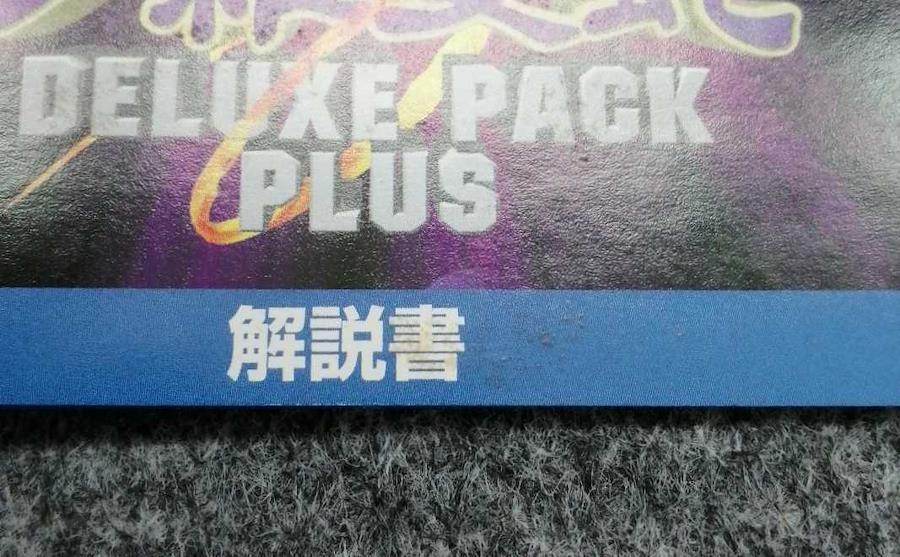 DELUXE PACK
PLUS
解説書